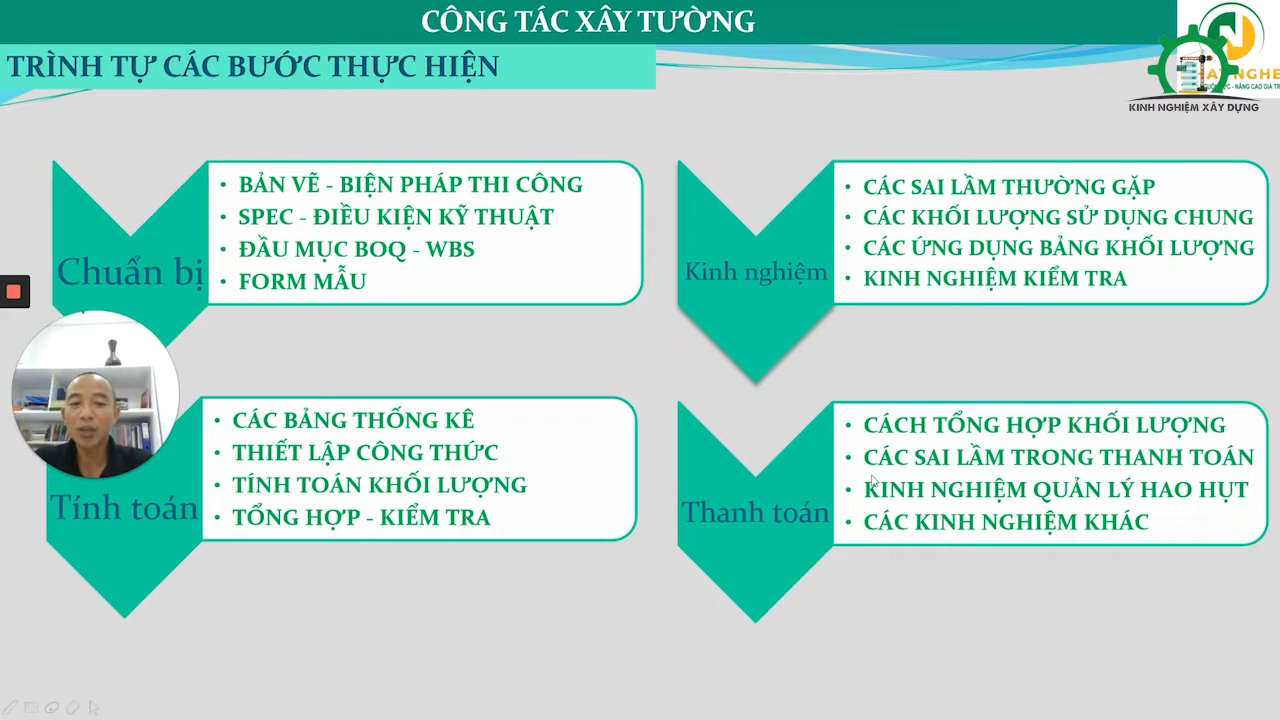 CÔNG TÁC XÂY TƯỜNG
TRÌNH TỰ CÁC BƯỚC THỰC HIỆN
KINH NGHIỆM XÂY DỰNG
Chuẩn bị
• BẢN VẼ - BIỆN PHÁP THI CÔNG
• SPEC - ĐIỀU KIỆN KỸ THUẬT
• ĐẦU MỤC BOQ - WBS
• FORM MẪU
Kinh nghiệm
• CÁC SAI LẦM THƯỜNG GẶP
• CÁC KHỐI LƯỢNG SỬ DỤNG CHUNG
• CÁC ỨNG DỤNG BẢNG KHỐI LƯỢNG
• KINH NGHIỆM KIỂM TRA
Tính toán
• CÁC BẢNG THỐNG KÊ
• THIẾT LẬP CÔNG THỨC
• TÍNH TOÁN KHỐI LƯỢNG
• TỔNG HỢP - KIỂM TRA
Thanh toán
• CÁCH TỔNG HỢP KHỐI LƯỢNG
• CÁC SAI LẦM TRONG THANH TOÁN
• KINH NGHIỆM QUẢN LÝ HAO HỤT
• CÁC KINH NGHIỆM KHÁC